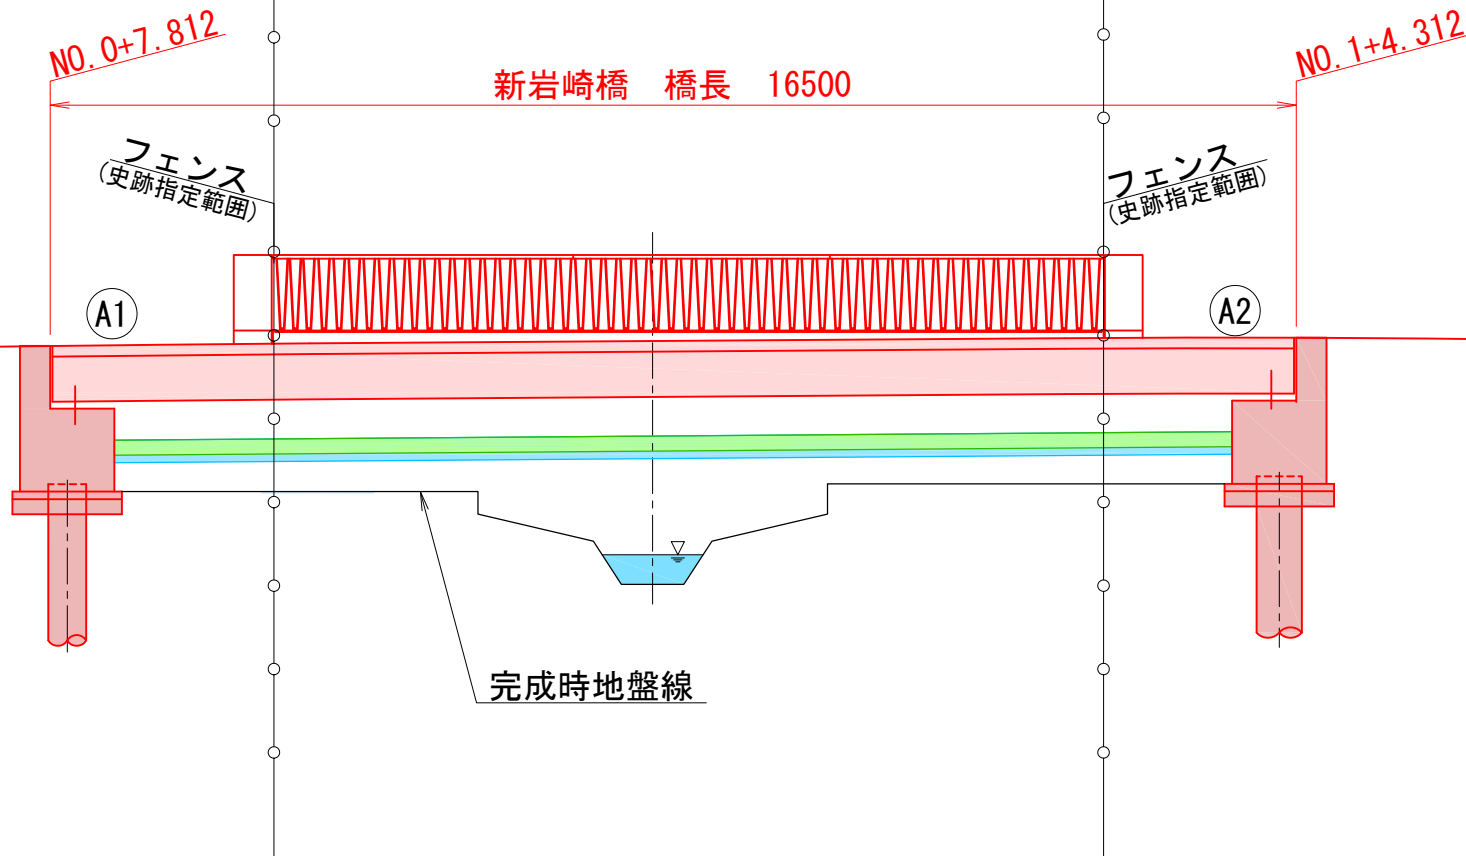 NO.0+7.812
NO.1+4.312
新岩崎橋 橋長 16500
フェンス
(史跡指定範囲)
フェンス
(史跡指定範囲)
A1
A2
完成時地盤線